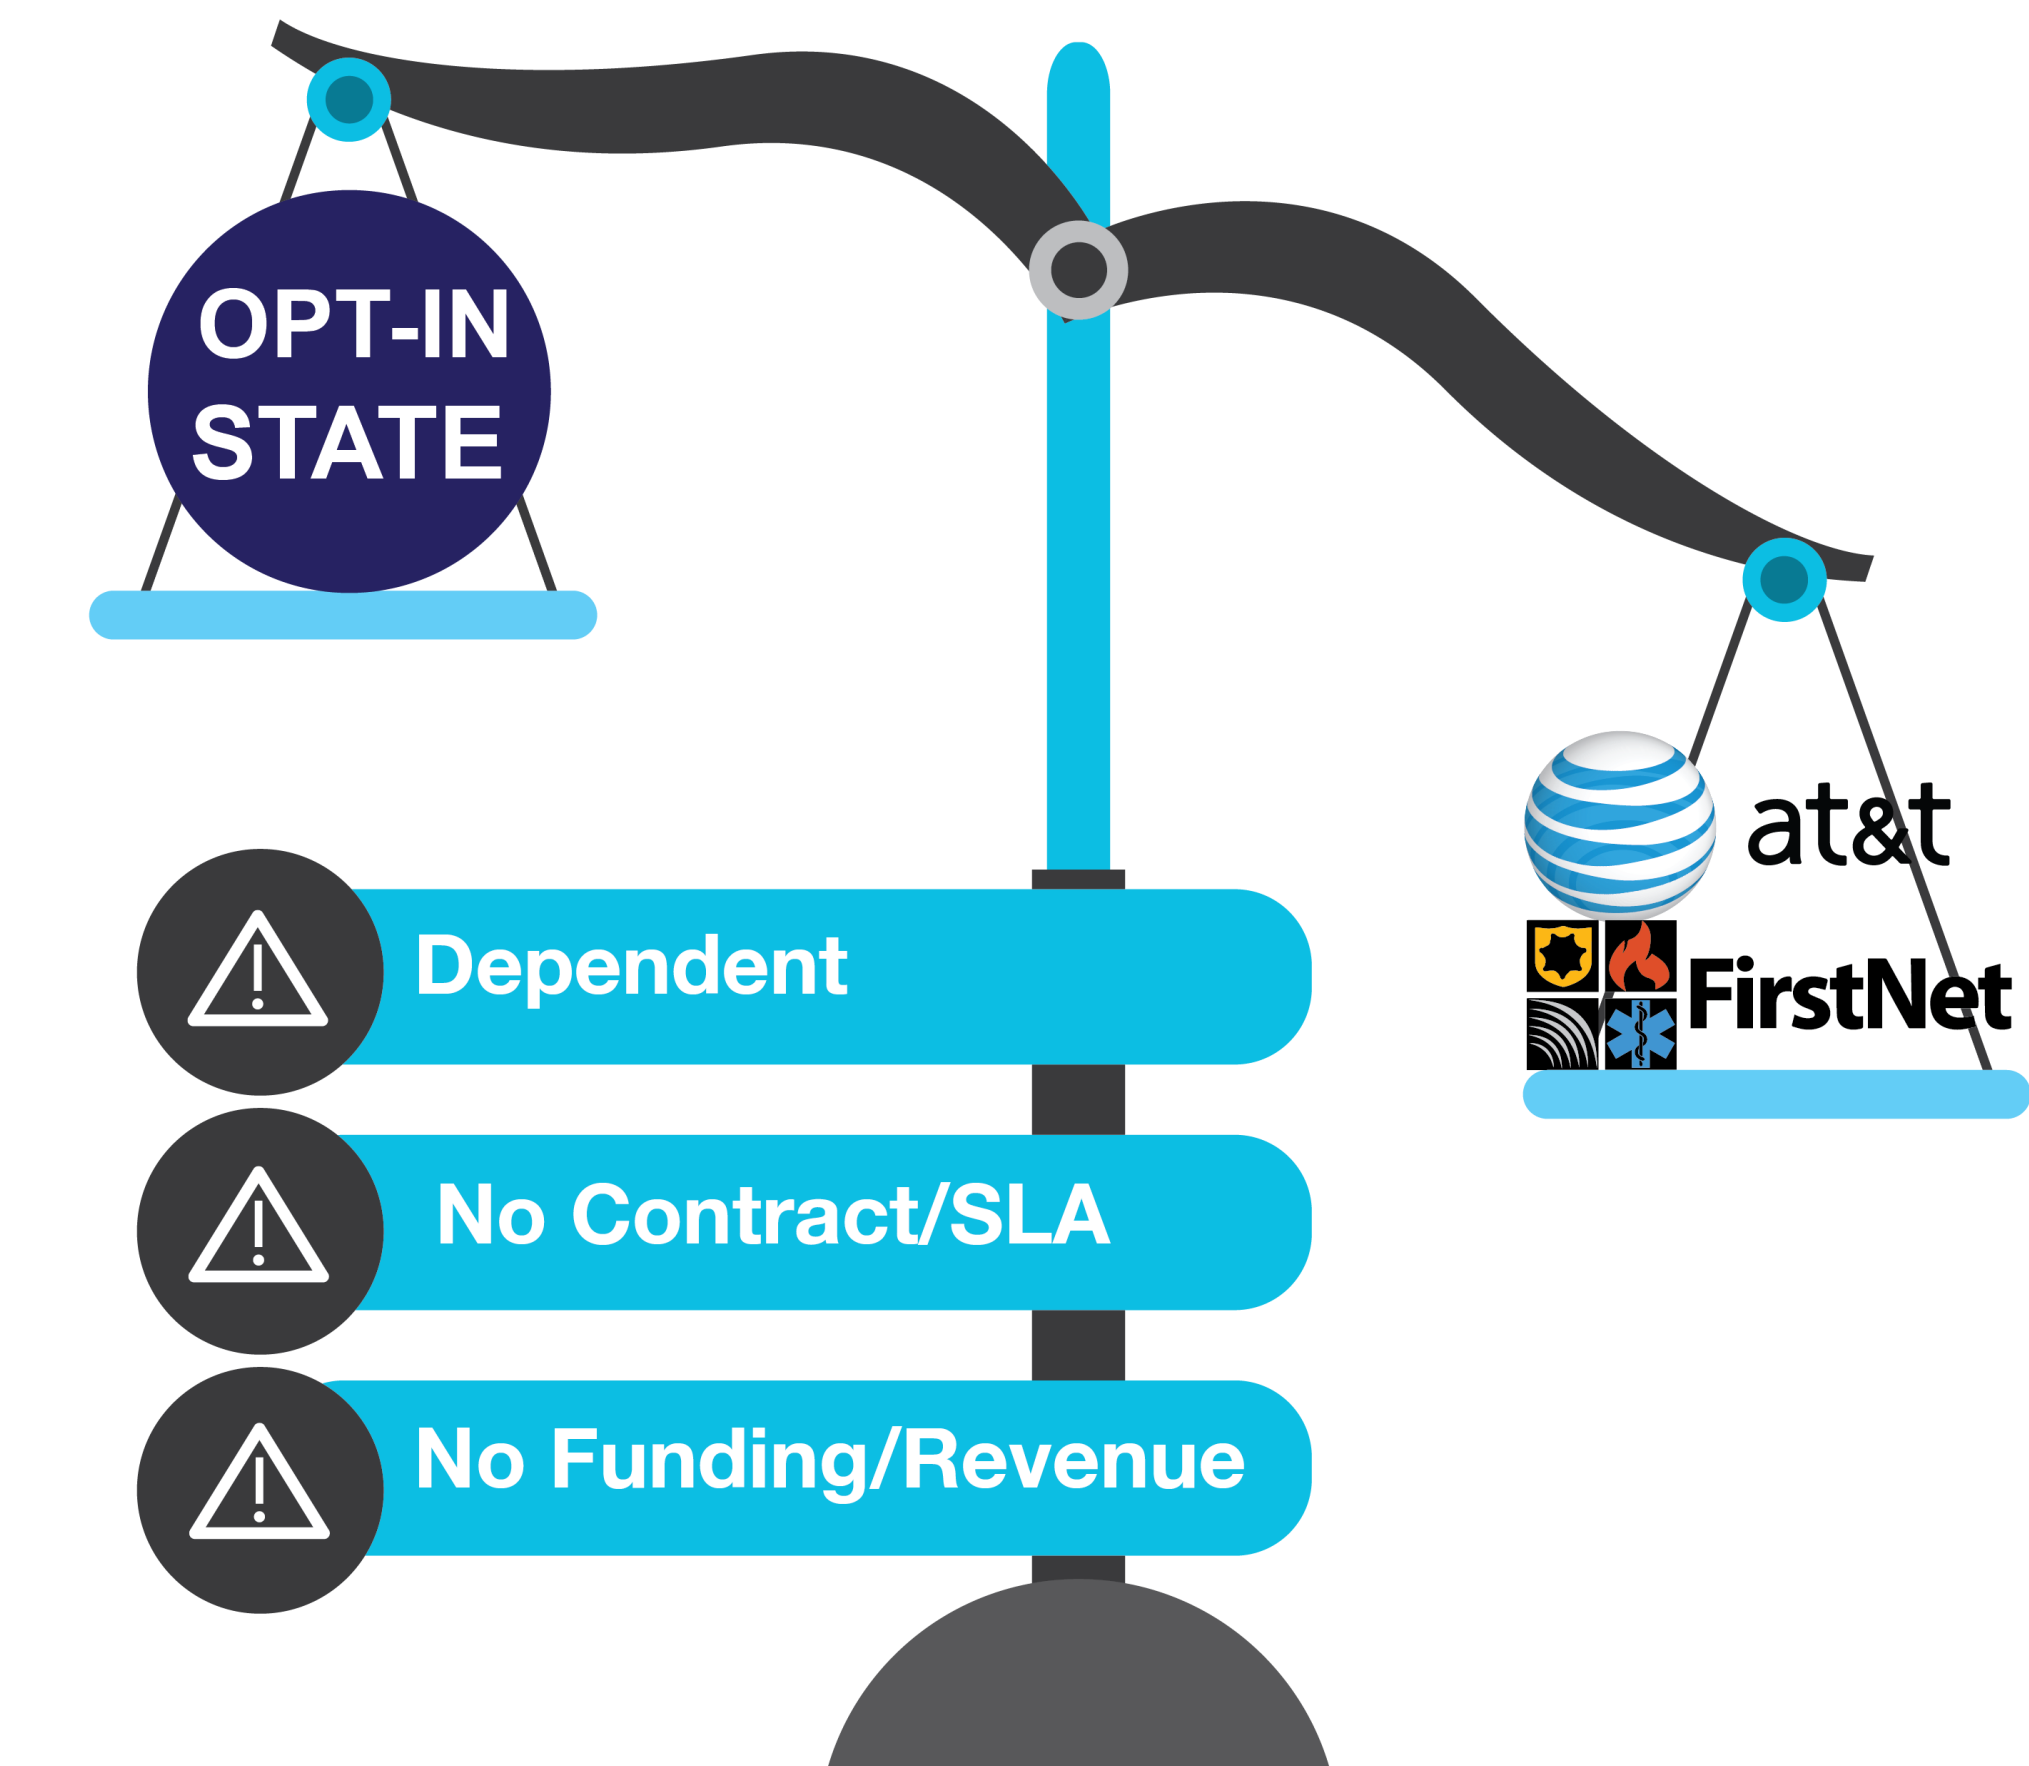 OPT-IN
STATE
at&t
FirstNet
Dependent
No Contract/SLA
No Funding/Revenue